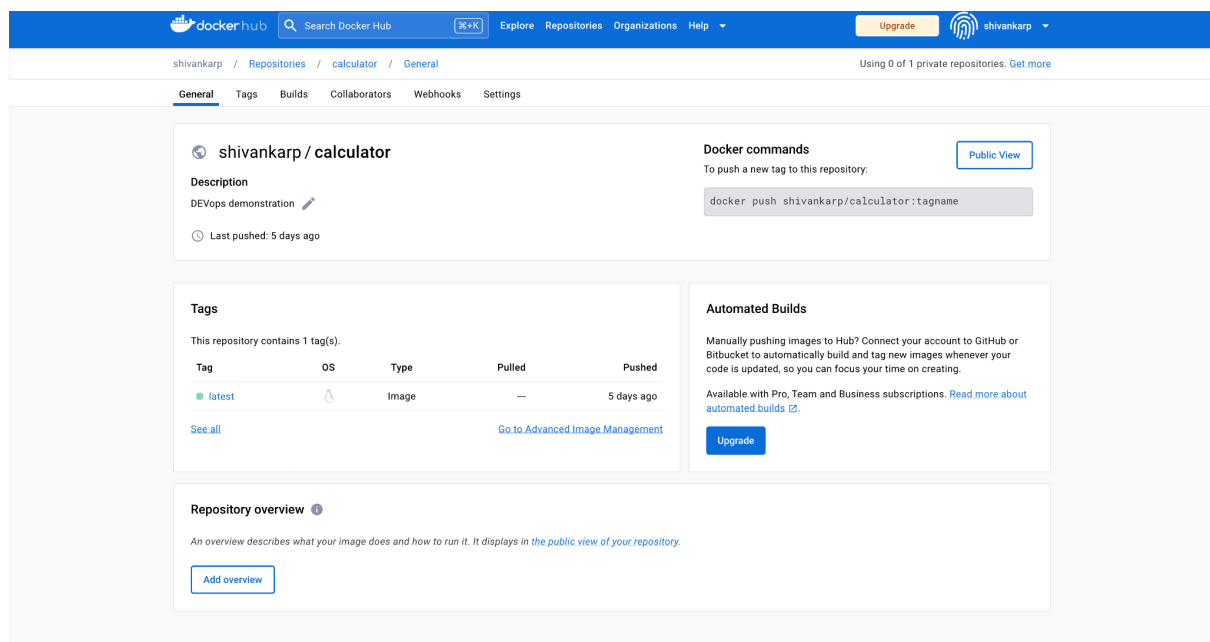 dockerhub Search Docker Hub ⌘+K Explore Repositories Organizations Help Upgrade shivankarp
shivankarp / Repositories / calculator / General Using 0 of 1 private repositories. Get more
General Tags Builds Collaborators Webhooks Settings
shivankarp / calculator
Description
DEVops demonstration
Last pushed: 5 days ago
Docker commands
Public View
To push a new tag to this repository:
docker push shivankarp/calculator:tagname
Tags
This repository contains 1 tag(s).
Tag OS Type Pulled Pushed
latest Image --- 5 days ago
See all Go to Advanced Image Management
Automated Builds
Manually pushing images to Hub? Connect your account to GitHub or
Bitbucket to automatically build and tag new images whenever your
code is updated, so you can focus your time on creating.
Available with Pro, Team and Business subscriptions. Read more about
automated builds.
Upgrade
Repository overview
An overview describes what your image does and how to run it. It displays in the public view of your repository.
Add overview